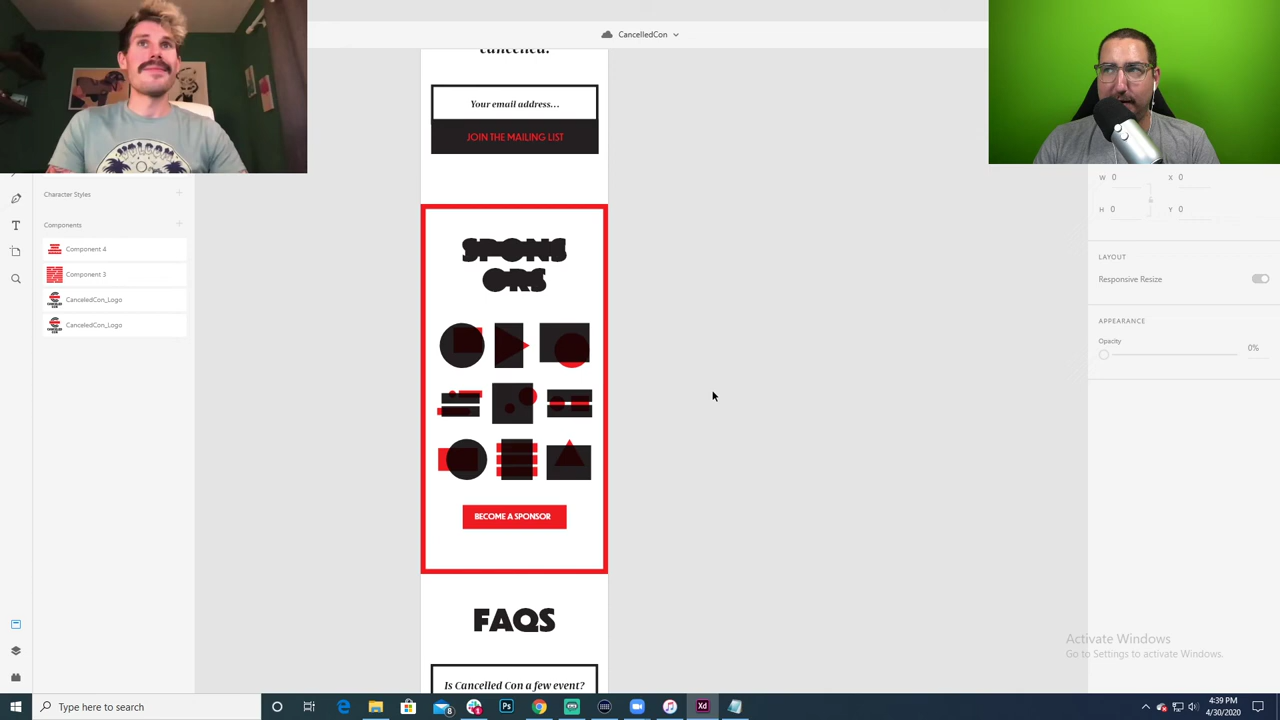 CancelledCon
cancelled.
Your email address...
JOIN THE MAILING LIST
Character Styles
Components
Component 4
Component 3
CanceledCon_Logo
CanceledCon_Logo
SPONS
ORS
BECOME A SPONSOR
FAQS
Is Cancelled Con a few event?
W 0 X 0
H 0 Y 0
LAYOUT
Responsive Resize
APPEARANCE
Opacity
0%
Activate Windows
Go to Settings to activate Windows.
Type here to search
4:39 PM
4/30/2020